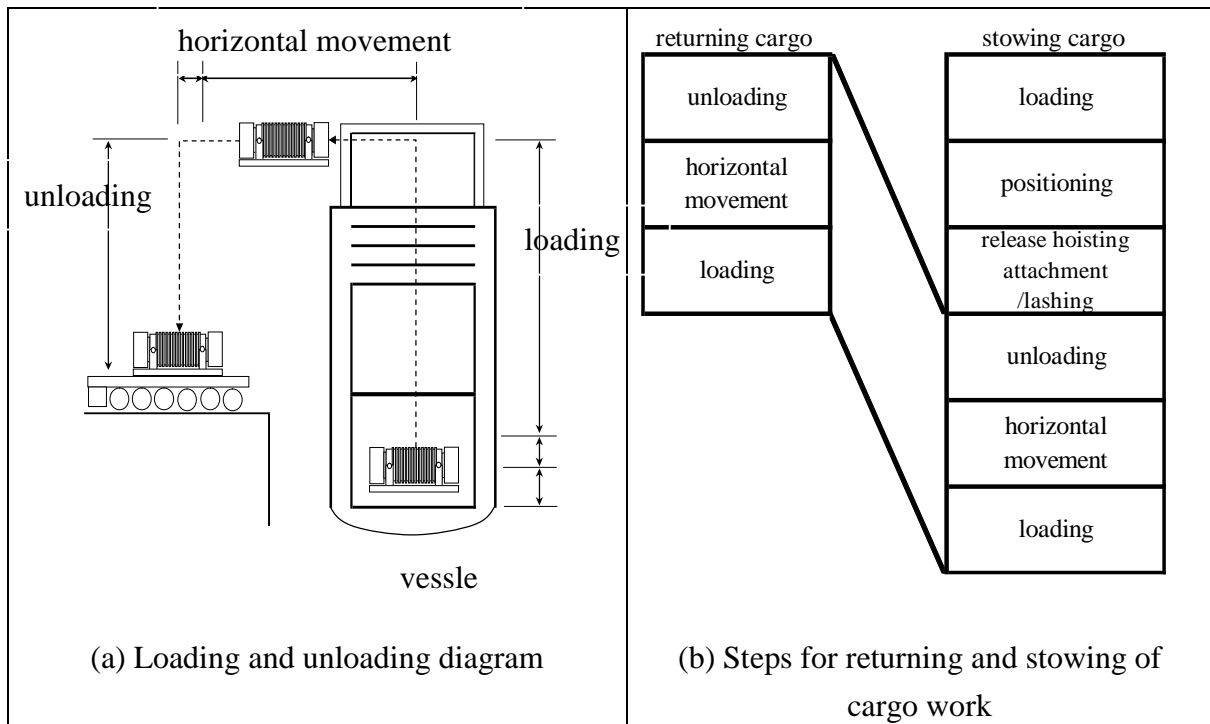 horizontal movement
unloading
loading
vessle
(a) Loading and unloading diagram
returning cargo
unloading
horizontal
movement
loading
stowing cargo
loading
positioning
release hoisting
attachment
/lashing
unloading
horizontal
movement
loading
(b) Steps for returning and stowing of
cargo work